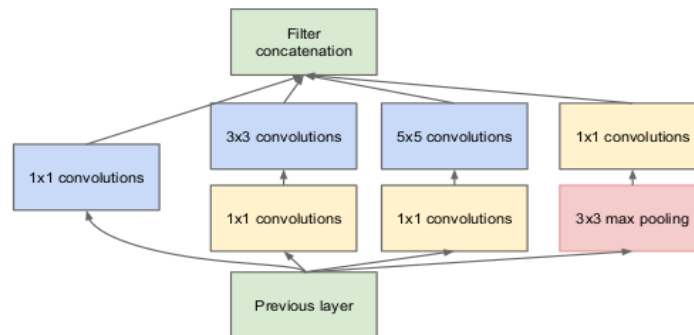 Filter
concatenation
3x3 convolutions
5x5 convolutions
1x1 convolutions
1x1 convolutions
1x1 convolutions
1x1 convolutions
3x3 max pooling
Previous layer